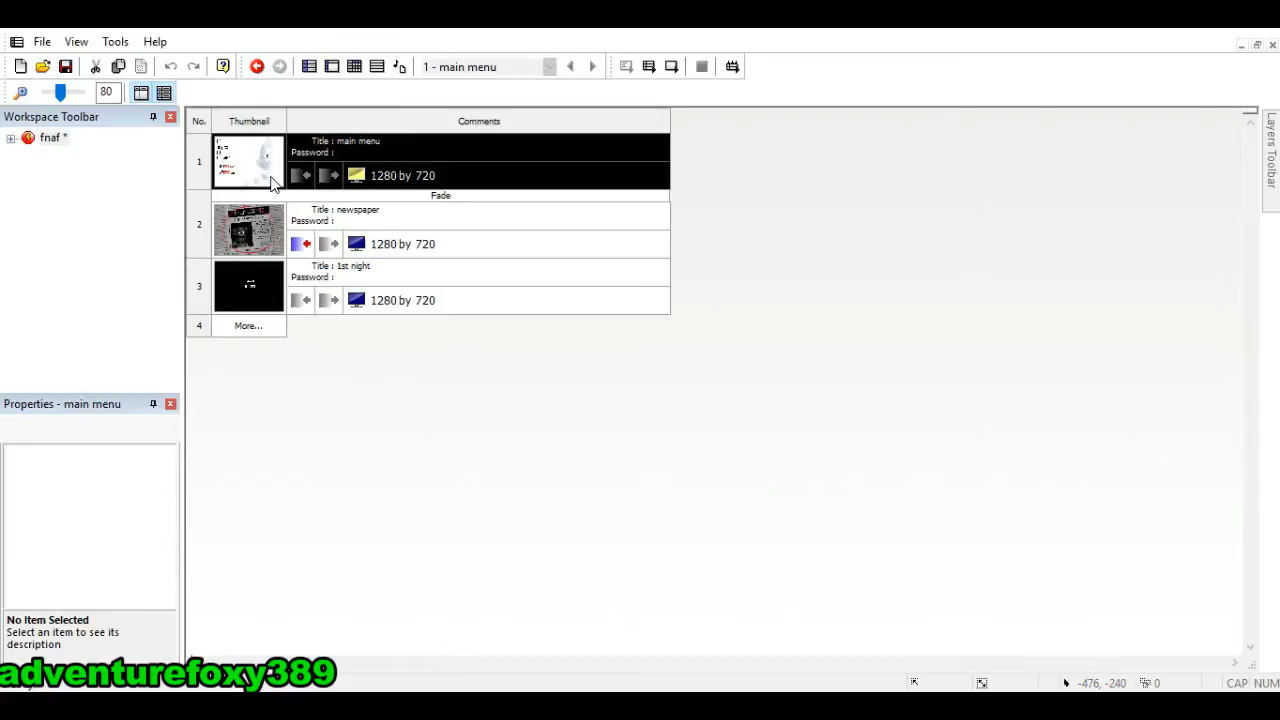 File View Tools Help
1 - main menu
80
Workspace Toolbar
fnaf *
No. Thumbnail Comments
1 Title : main menu
Password :
1280 by 720
Fade
2 Title : newspaper
Password :
1280 by 720
3 Title : 1st night
Password :
1280 by 720
4 More...
Layers Toolbar
Properties - main menu
No Item Selected
Select an item to see its
description
adventurefoxy389
-476, -240 0 CAP NUM